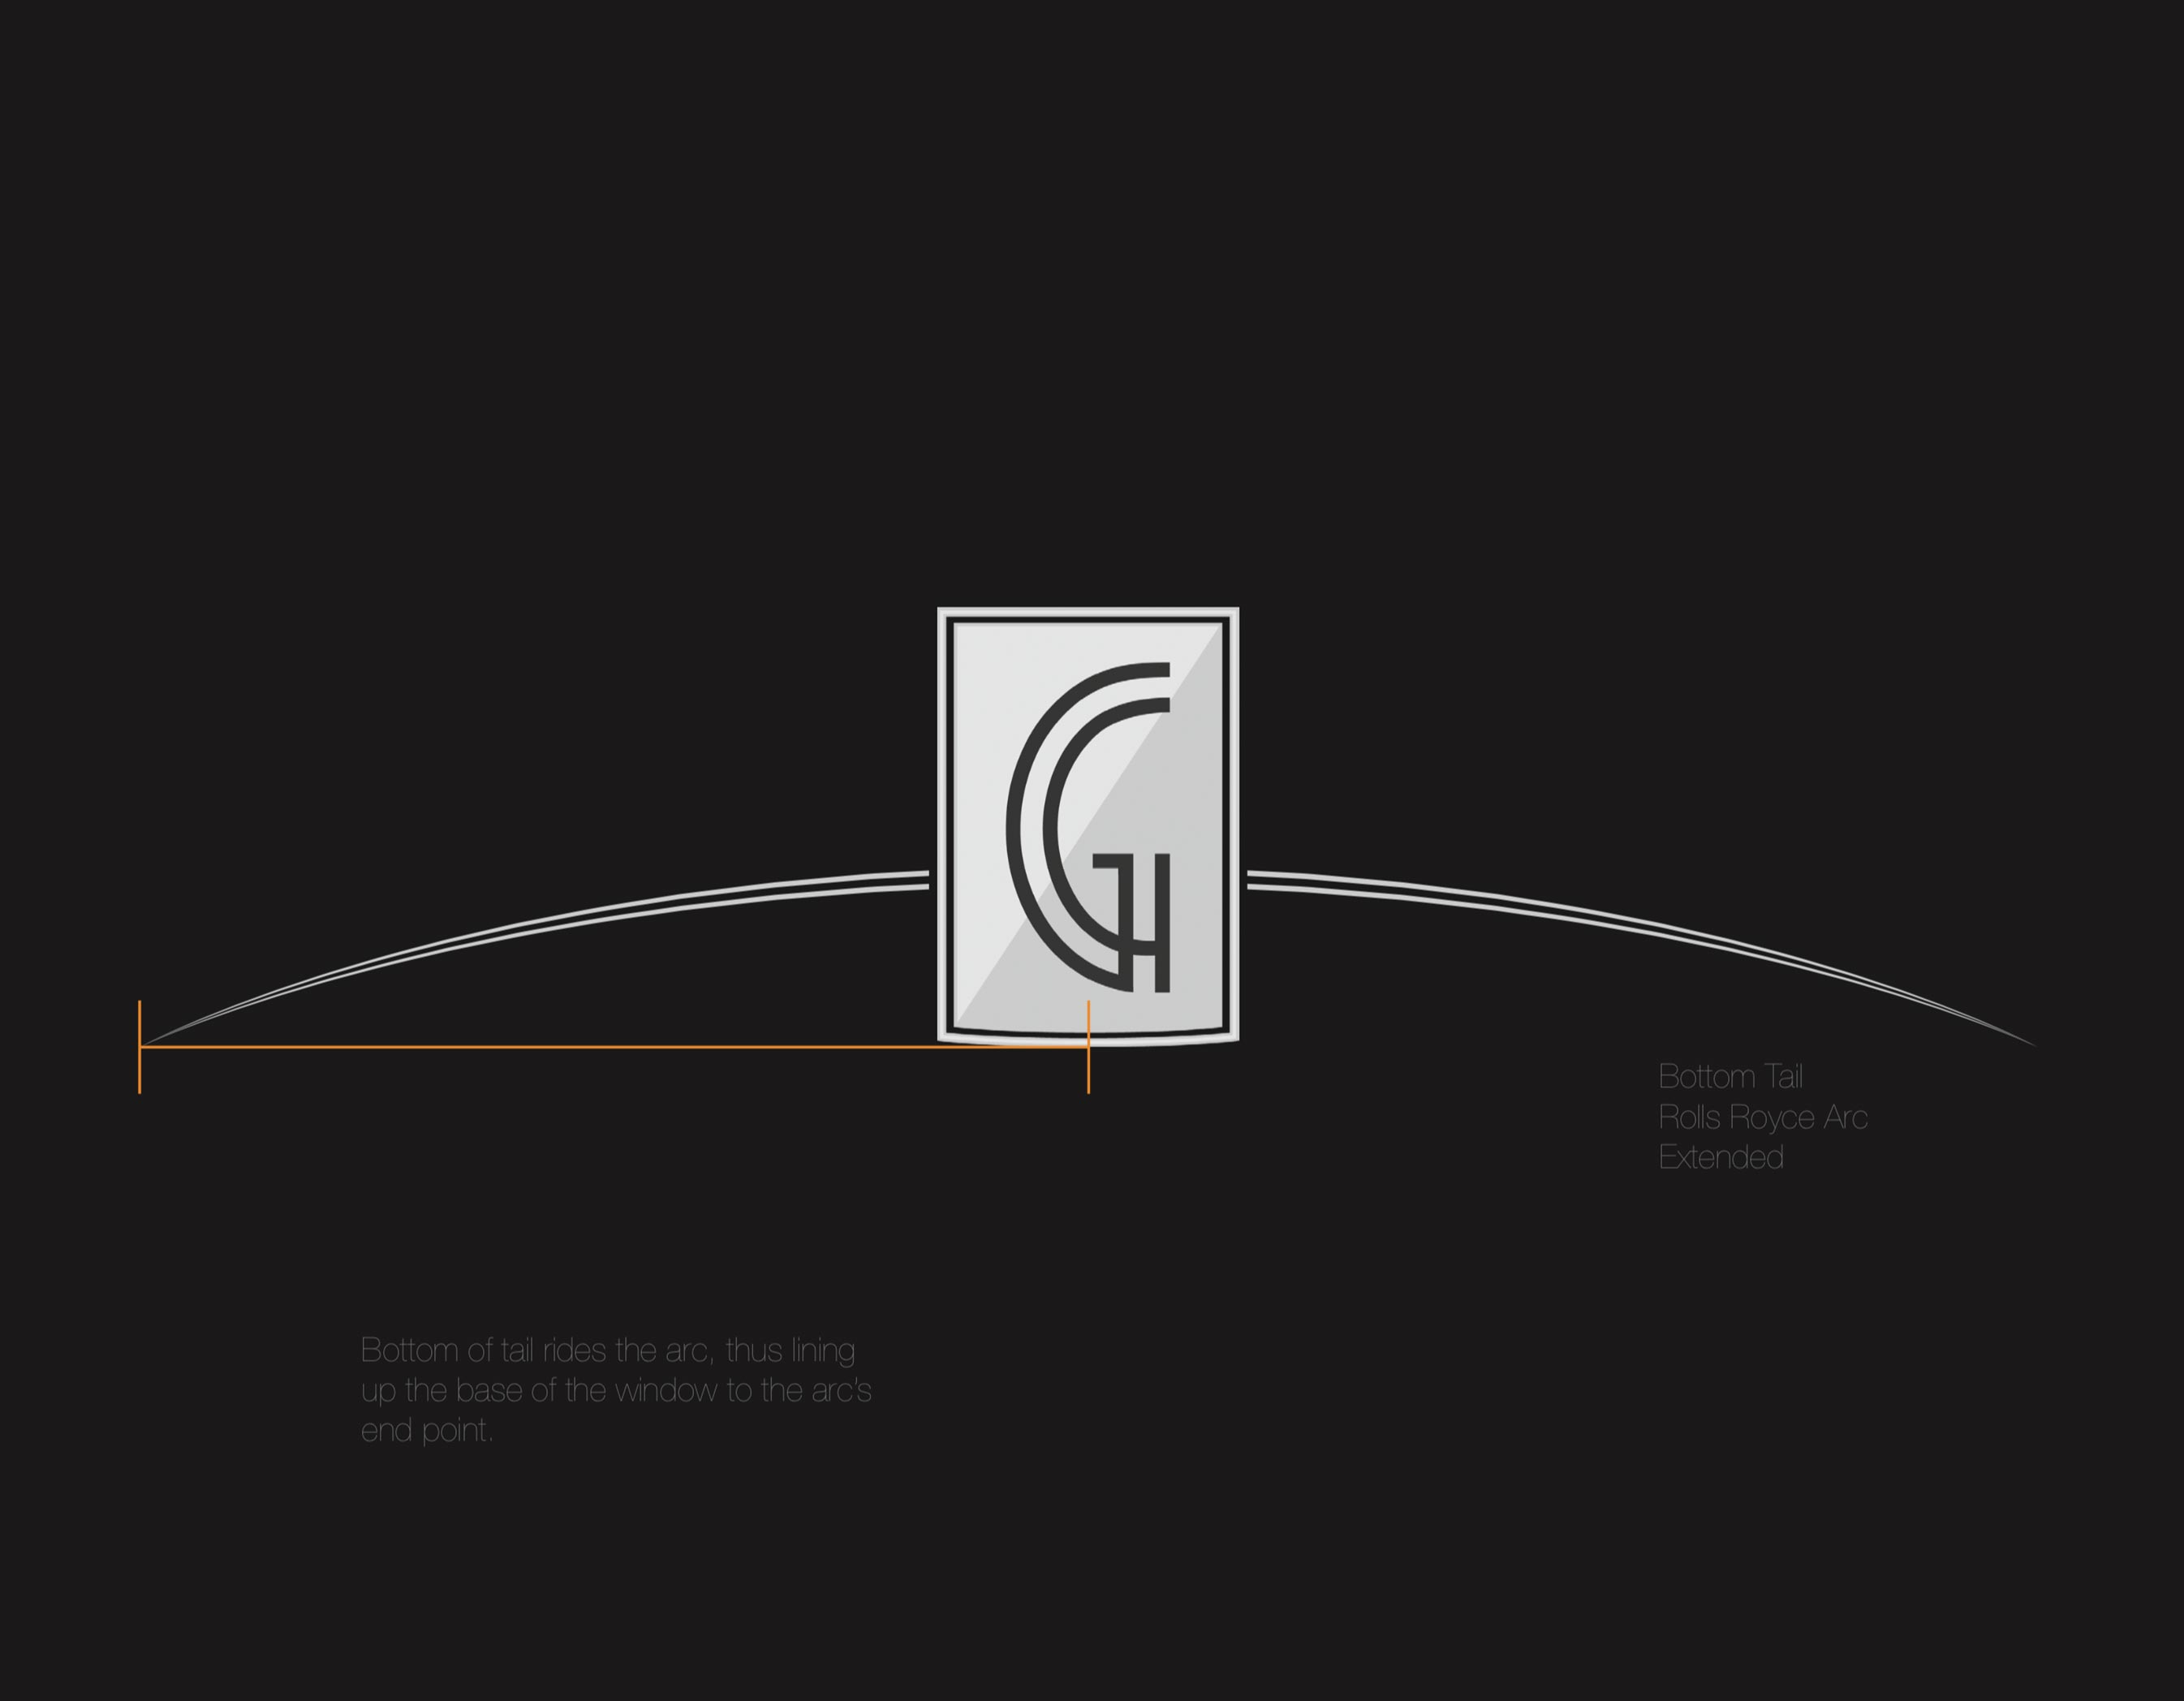 GH
Bottom Tail
Rolls Royce Arc
Extended
Bottom of tail rides the arc, thus lining
up the base of the window to the arc's
end point.